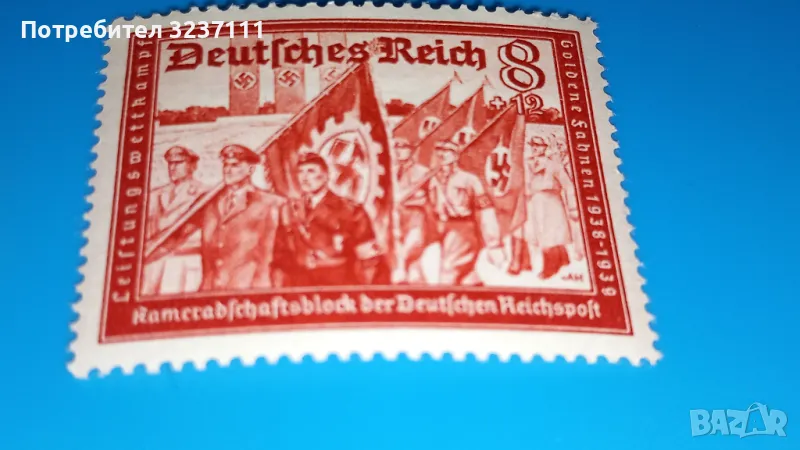 Потребител 3237111
Deutſches Reich
8
+12
Leiſtungswettkampf
Goldene Fahnen 1938-1939
Kameradſchaftsblock der Deutſchen Reichspoſt
BAZAR